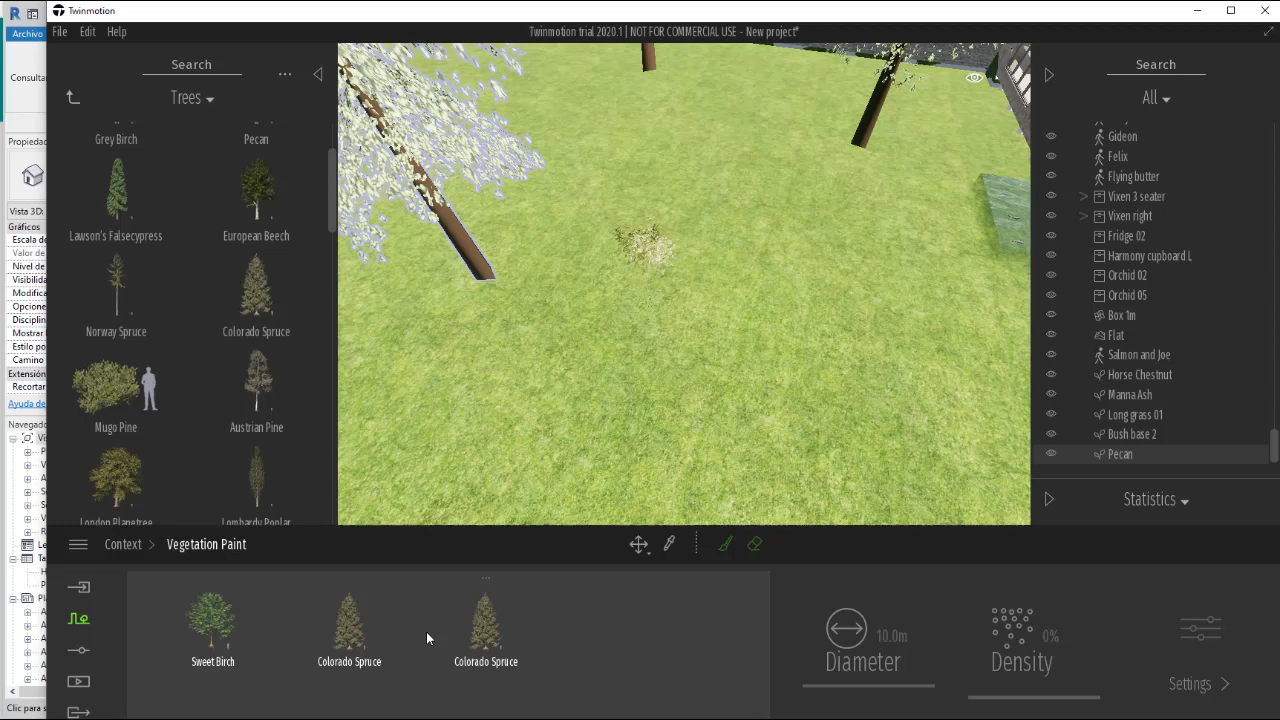 Twinmotion
File Edit Help
Twinmotion trial 2020.1 | NOT FOR COMMERCIAL USE - New project*
Archivo
Consultar
Propiedad
Vista 3D:
Gráficos
Escala de
Valor de
Nivel de
Visibilida
Modifica
Opcione
Disciplin
Mostrar
Estilo po
Camino
Extensión
Recortar
Ayuda de
Navegado
Clic para s
Search
Trees
Grey Birch
Pecan
Lawson's Falsecypress
European Beech
Norway Spruce
Colorado Spruce
Mugo Pine
Austrian Pine
London Planetree
Lombardy Poplar
Search
All
Gideon
Felix
Flying butter
Vixen 3 seater
Vixen right
Fridge 02
Harmony cupboard L
Orchid 02
Orchid 05
Box 1m
Flat
Salmon and Joe
Horse Chestnut
Manna Ash
Long grass 01
Bush base 2
Pecan
Statistics
Context > Vegetation Paint
Sweet Birch
Colorado Spruce
Colorado Spruce
10.0m
Diameter
0%
Density
Settings